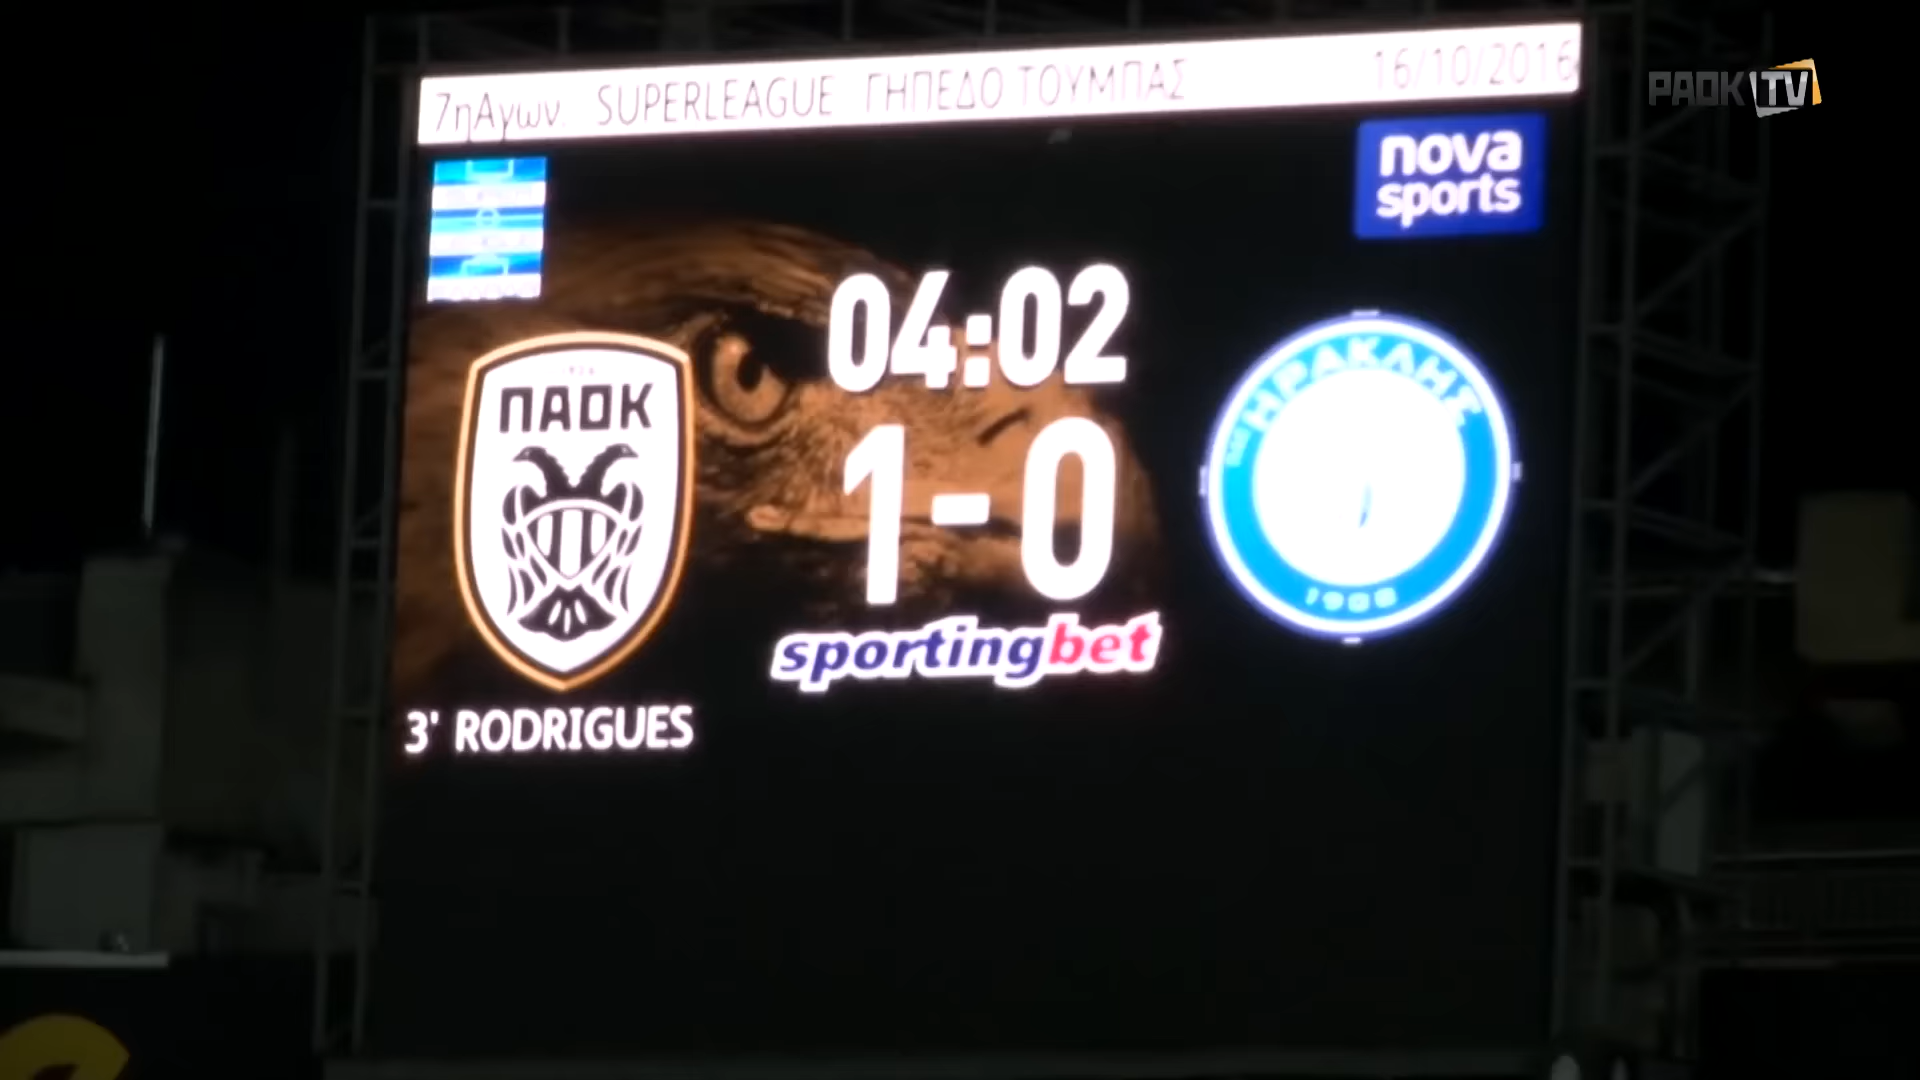 7ηΑγων. SUPERLEAGUE ΓΗΠΕΔΟ ΤΟΥΜΠΑΣ 16/10/2016
PAOK TV
nova
sports
04:02
ΠΑΟΚ
ΗΡΑΚΛΗΣ
1-0
1908
sportingbet
3' RODRIGUES